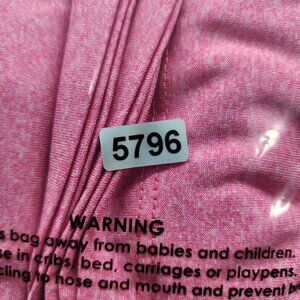 5796
WARNING
bag away from babies and children.
in cribs, bed, carriages or playpens.
to nose and mouth and prevent